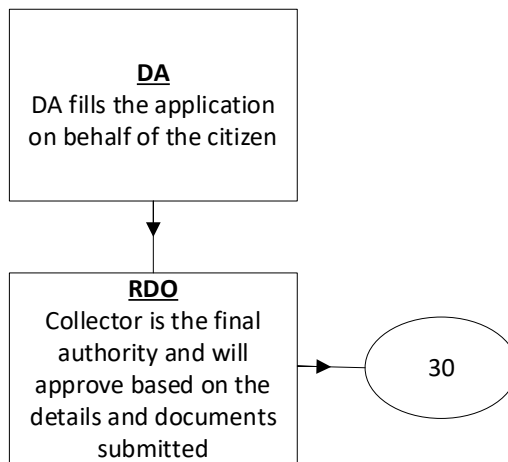 DA
DA fills the application
on behalf of the citizen
RDO
Collector is the final
authority and will
approve based on the
details and documents
submitted
30